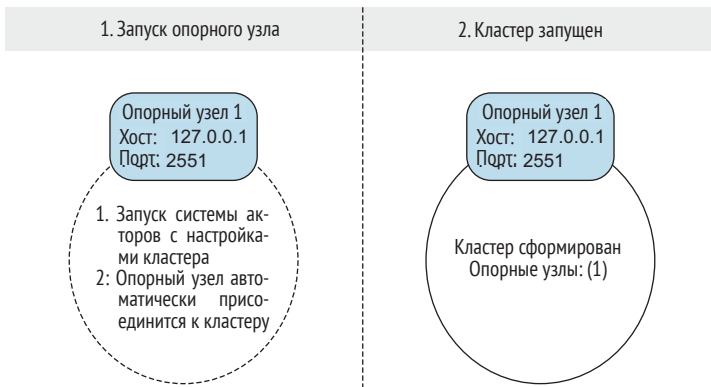 1. Запуск опорного узла
2. Кластер запущен
Опорный узел 1
Хост: 127.0.0.1
Порт: 2551
1. Запуск системы ак-
торов с настройка-
ми кластера
2: Опорный узел авто-
матически присо-
единится к кластеру
Опорный узел 1
Хост: 127.0.0.1
Порт: 2551
Кластер сформирован
Опорные узлы: (1)